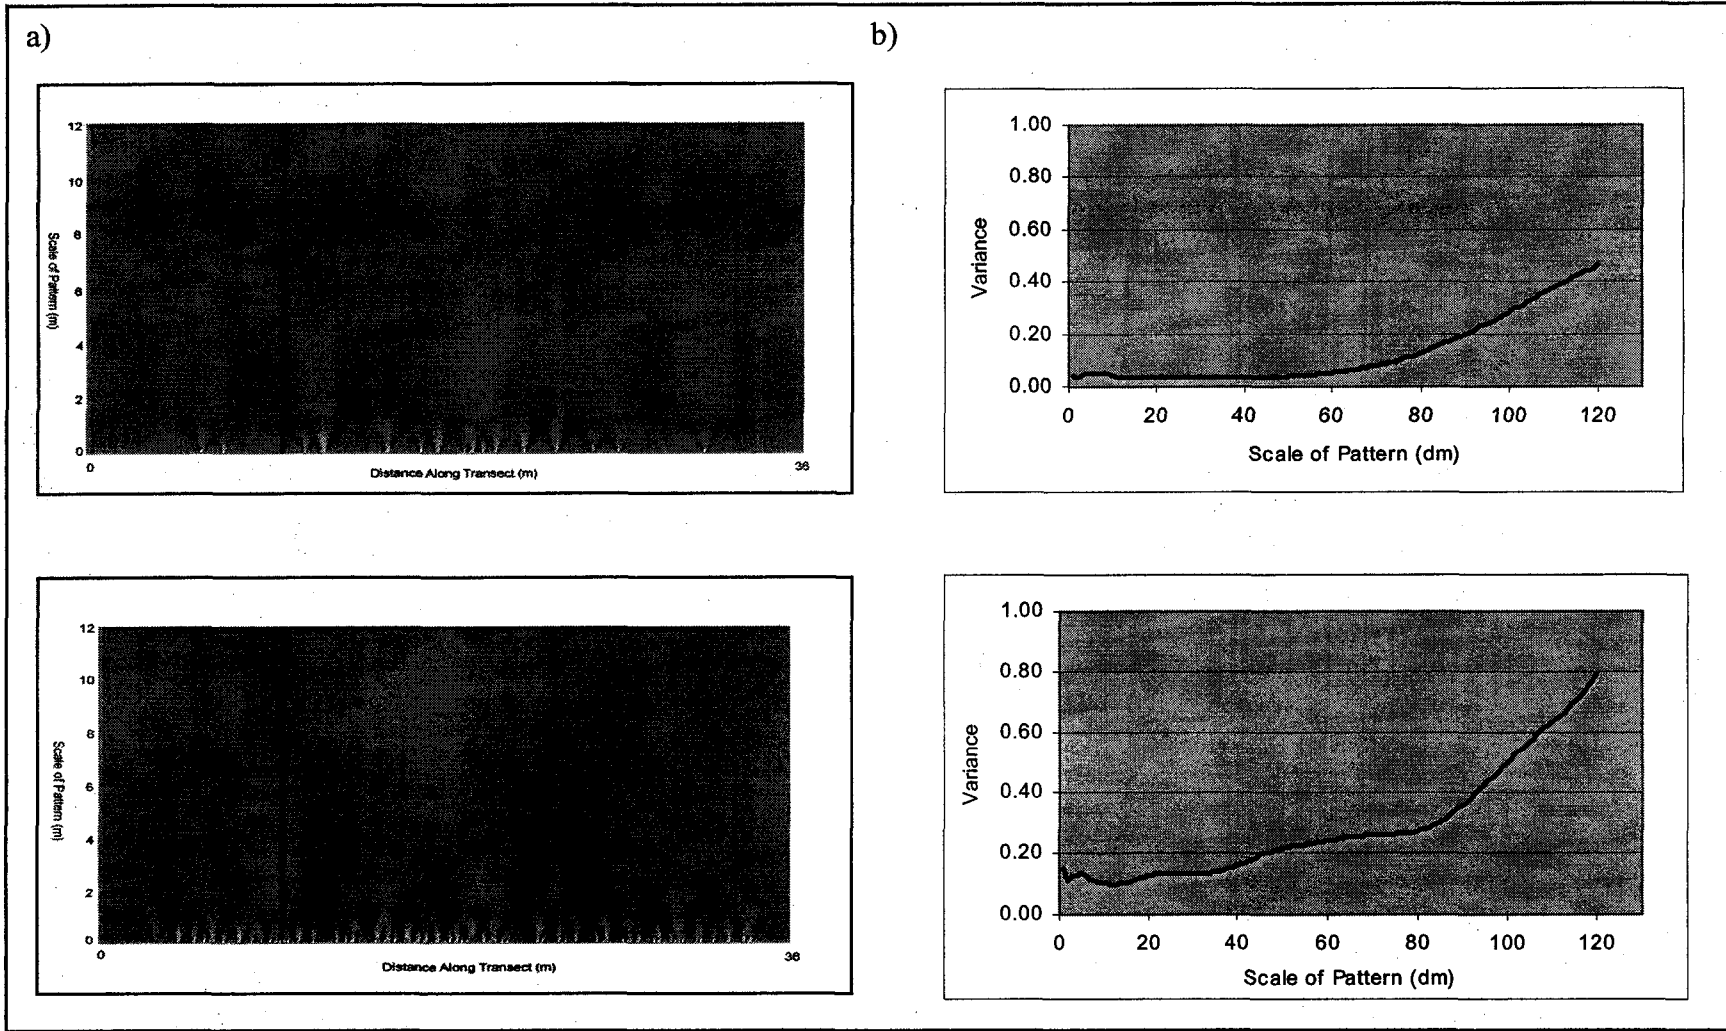 a)
b)
12
10
8
6
4
2
0
Scale of Pattern (m)
0
36
Distance Along Transect (m)
1.00
0.80
0.60
0.40
0.20
0.00
Variance
0 20 40 60 80 100 120
Scale of Pattern (dm)
12
10
8
6
4
2
0
Scale of Pattern (m)
0
36
Distance Along Transect (m)
1.00
0.80
0.60
0.40
0.20
0.00
Variance
0 20 40 60 80 100 120
Scale of Pattern (dm)